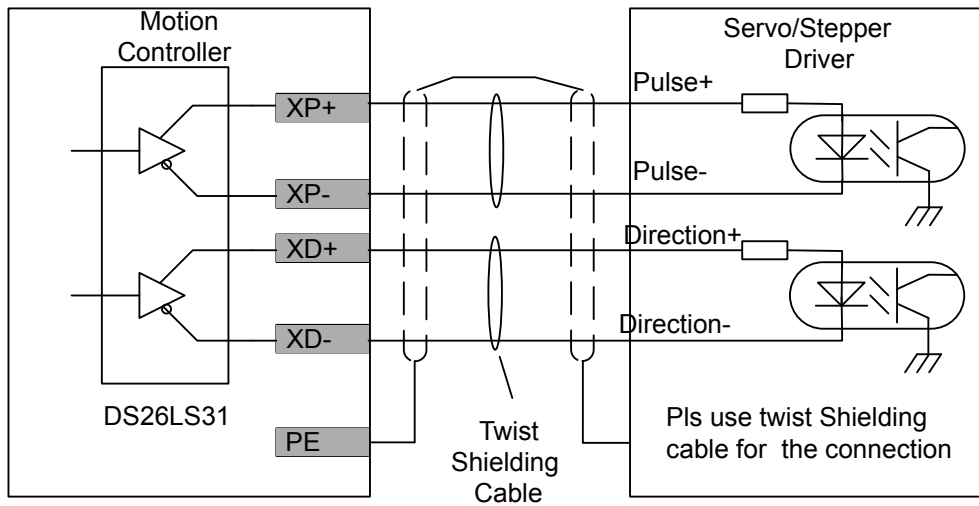 Motion
Controller
XP+
XP-
XD+
XD-
DS26LS31
PE
Twist
Shielding
Cable
Servo/Stepper
Driver
Pulse+
Pulse-
Direction+
Direction-
Pls use twist Shielding
cable for the connection